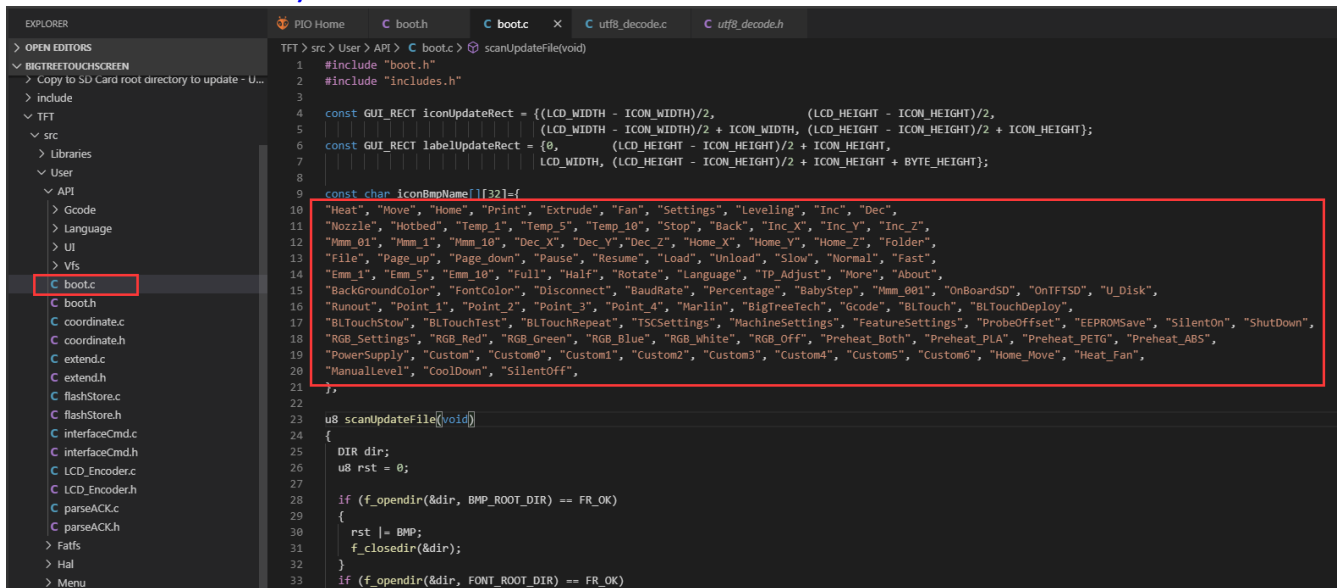 EXPLORER
PIO Home
C boot.h
C boot.c ×
C utf8_decode.c
C utf8_decode.h
> OPEN EDITORS
BIGTREETOUCHSCREEN
> Copy to SD Card root directory to update - U...
> include
TFT
src
> Libraries
User
API
> Gcode
> Language
> UI
> Vfs
C boot.c
C boot.h
C coordinate.c
C coordinate.h
C extend.c
C extend.h
C flashStore.c
C flashStore.h
C interfaceCmd.c
C interfaceCmd.h
C LCD_Encoder.c
C LCD_Encoder.h
C parseACK.c
C parseACK.h
> Fatfs
> Hal
> Menu
TFT > src > User > API > C boot.c > scanUpdateFile(void)
1 #include "boot.h"
2 #include "includes.h"
3
4 const GUI_RECT iconUpdateRect = {(LCD_WIDTH - ICON_WIDTH)/2, (LCD_HEIGHT - ICON_HEIGHT)/2,
5 (LCD_WIDTH - ICON_WIDTH)/2 + ICON_WIDTH, (LCD_HEIGHT - ICON_HEIGHT)/2 + ICON_HEIGHT};
6 const GUI_RECT labelUpdateRect = {0, (LCD_HEIGHT - ICON_HEIGHT)/2 + ICON_HEIGHT,
7 LCD_WIDTH, (LCD_HEIGHT - ICON_HEIGHT)/2 + ICON_HEIGHT + BYTE_HEIGHT};
8
9 const char iconBmpName[][32]={
10 "Heat", "Move", "Home", "Print", "Extrude", "Fan", "Settings", "Leveling", "Inc", "Dec",
11 "Nozzle", "Hotbed", "Temp_1", "Temp_5", "Temp_10", "Stop", "Back", "Inc_X", "Inc_Y", "Inc_Z",
12 "Mmm_01", "Mmm_1", "Mmm_10", "Dec_X", "Dec_Y","Dec_Z", "Home_X", "Home_Y", "Home_Z", "Folder",
13 "File", "Page_up", "Page_down", "Pause", "Resume", "Load", "Unload", "Slow", "Normal", "Fast",
14 "Emm_1", "Emm_5", "Emm_10", "Full", "Half", "Rotate", "Language", "TP_Adjust", "More", "About",
15 "BackGroundColor", "FontColor", "Disconnect", "BaudRate", "Percentage", "BabyStep", "Mmm_001", "OnBoardSD", "OnTFTSD", "U_Disk",
16 "Runout", "Point_1", "Point_2", "Point_3", "Point_4", "Marlin", "BigTreeTech", "Gcode", "BLTouch", "BLTouchDeploy",
17 "BLTouchStow", "BLTouchTest", "BLTouchRepeat", "TSCSettings", "MachineSettings", "FeatureSettings", "ProbeOffset", "EEPROMSave", "SilentOn", "ShutDown",
18 "RGB_Settings", "RGB_Red", "RGB_Green", "RGB_Blue", "RGB_White", "RGB_Off", "Preheat_Both", "Preheat_PLA", "Preheat_PETG", "Preheat_ABS",
19 "PowerSupply", "Custom", "Custom0", "Custom1", "Custom2", "Custom3", "Custom4", "Custom5", "Custom6", "Home_Move", "Heat_Fan",
20 "ManualLevel", "CoolDown", "SilentOff",
21 };
22
23 u8 scanUpdateFile(void)
24 {
25 DIR dir;
26 u8 rst = 0;
27
28 if (f_opendir(&dir, BMP_ROOT_DIR) == FR_OK)
29 {
30 rst |= BMP;
31 f_closedir(&dir);
32 }
33 if (f_opendir(&dir, FONT_ROOT_DIR) == FR_OK)